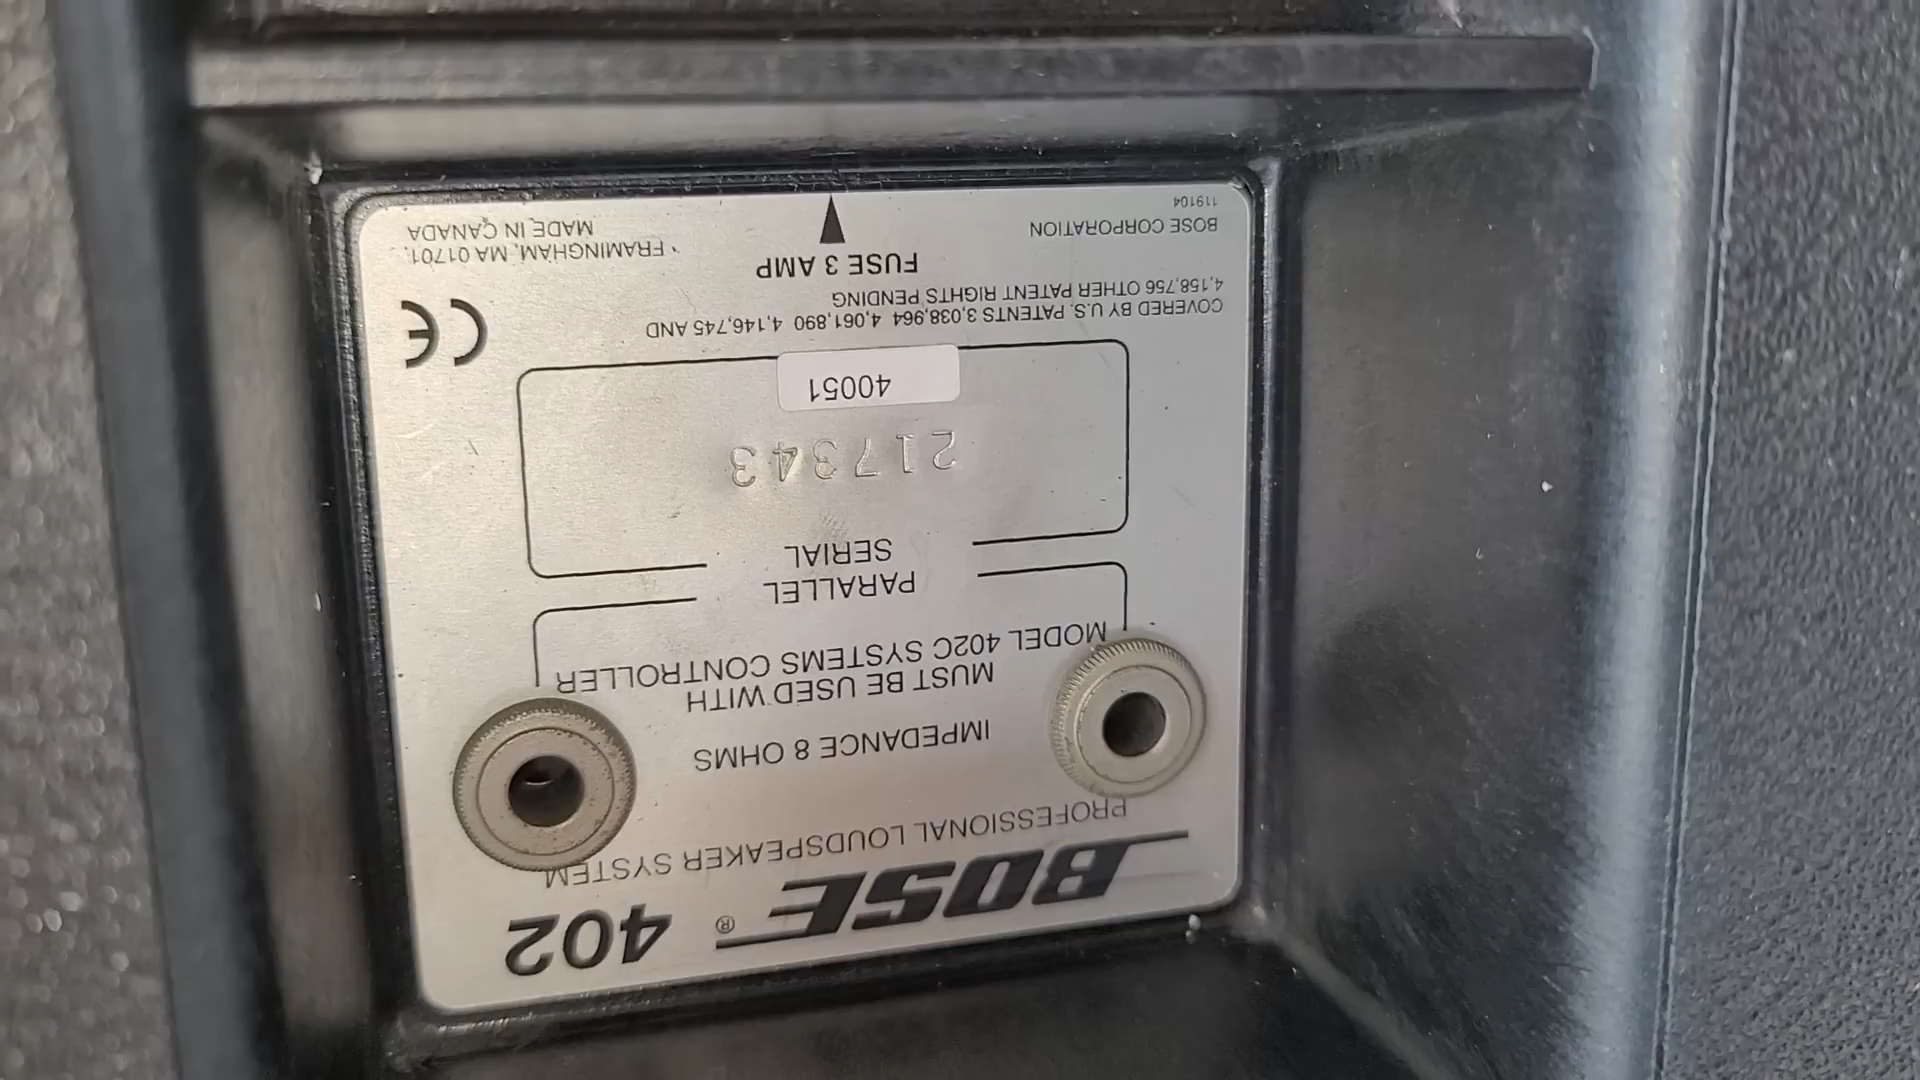 BOSE® 402
PROFESSIONAL LOUDSPEAKER SYSTEM
IMPEDANCE 8 OHMS
MUST BE USED WITH
MODEL 402C SYSTEMS CONTROLLER
PARALLEL
SERIAL
217343
40051
COVERED BY U.S. PATENTS 3,038,964 4,061,890 4,146,745 AND
4,158,756 OTHER PATENT RIGHTS PENDING
CE
FUSE 3 AMP
BOSE CORPORATION
119104
FRAMINGHAM, MA 01701,
MADE IN CANADA